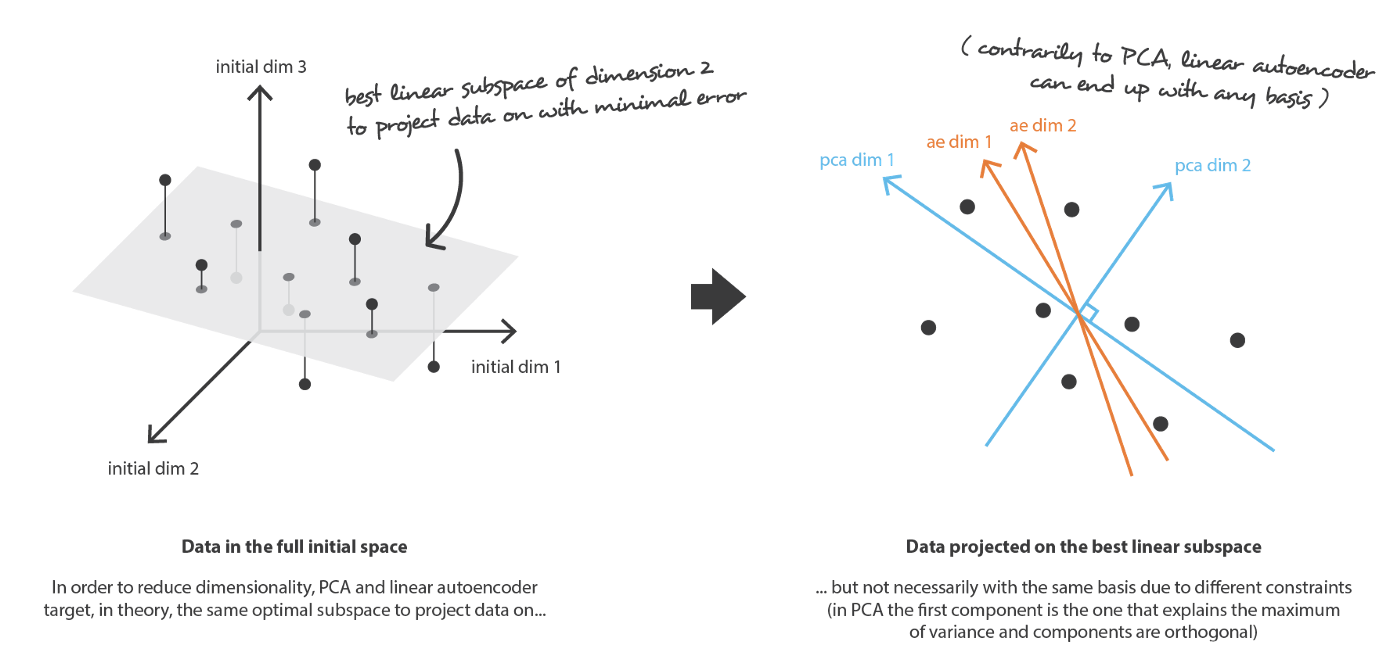 initial dim 3
best linear subspace of dimension 2
to project data on with minimal error
initial dim 1
initial dim 2
Data in the full initial space
In order to reduce dimensionality, PCA and linear autoencoder
target, in theory, the same optimal subspace to project data on...
(contrarily to PCA, linear autoencoder
can end up with any basis)
ae dim 2
ae dim 1
pca dim 1
pca dim 2
Data projected on the best linear subspace
... but not necessarily with the same basis due to different constraints
(in PCA the first component is the one that explains the maximum
of variance and components are orthogonal)